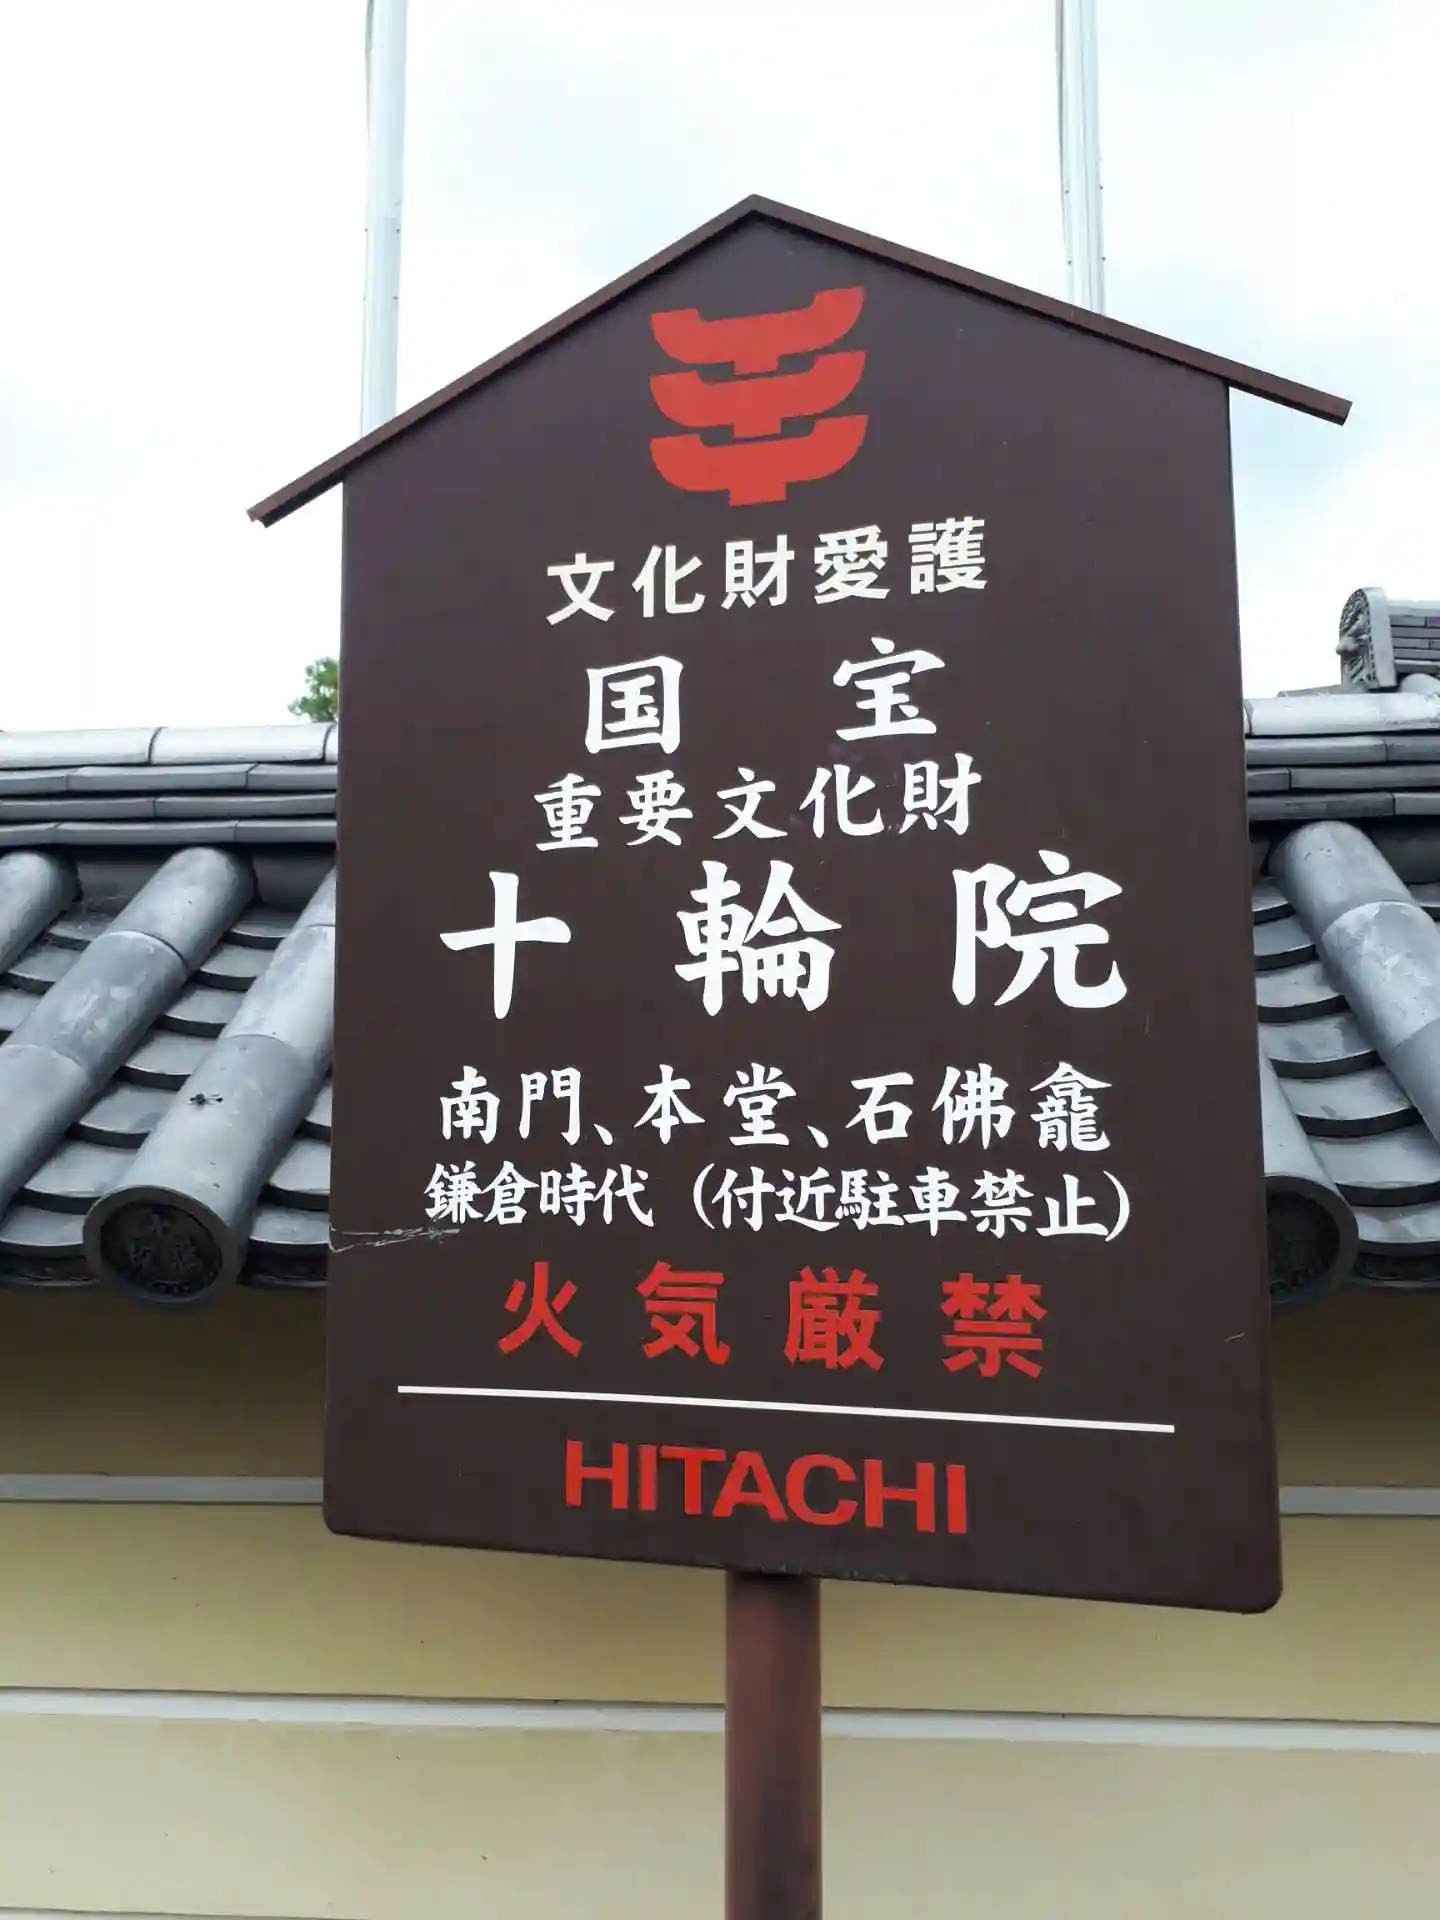 文化財愛護
国宝
重要文化財
十輪院
南門、本堂、石佛龕
鎌倉時代（付近駐車禁止）
火気厳禁
HITACHI